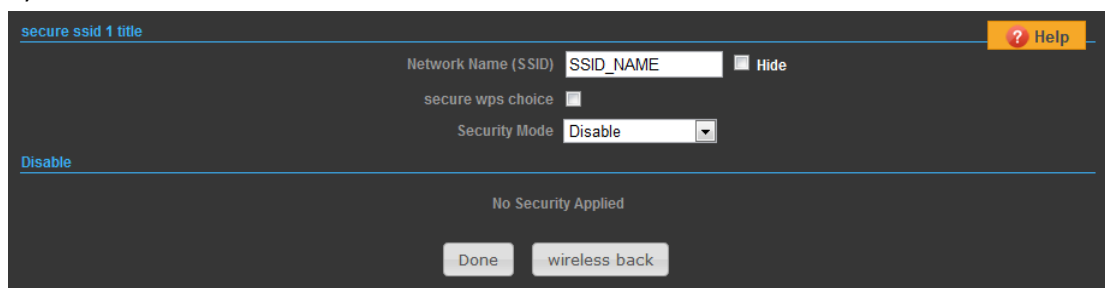 secure ssid 1 title
? Help
Network Name (SSID) SSID_NAME Hide
secure wps choice
Security Mode Disable
Disable
No Security Applied
Done wireless back